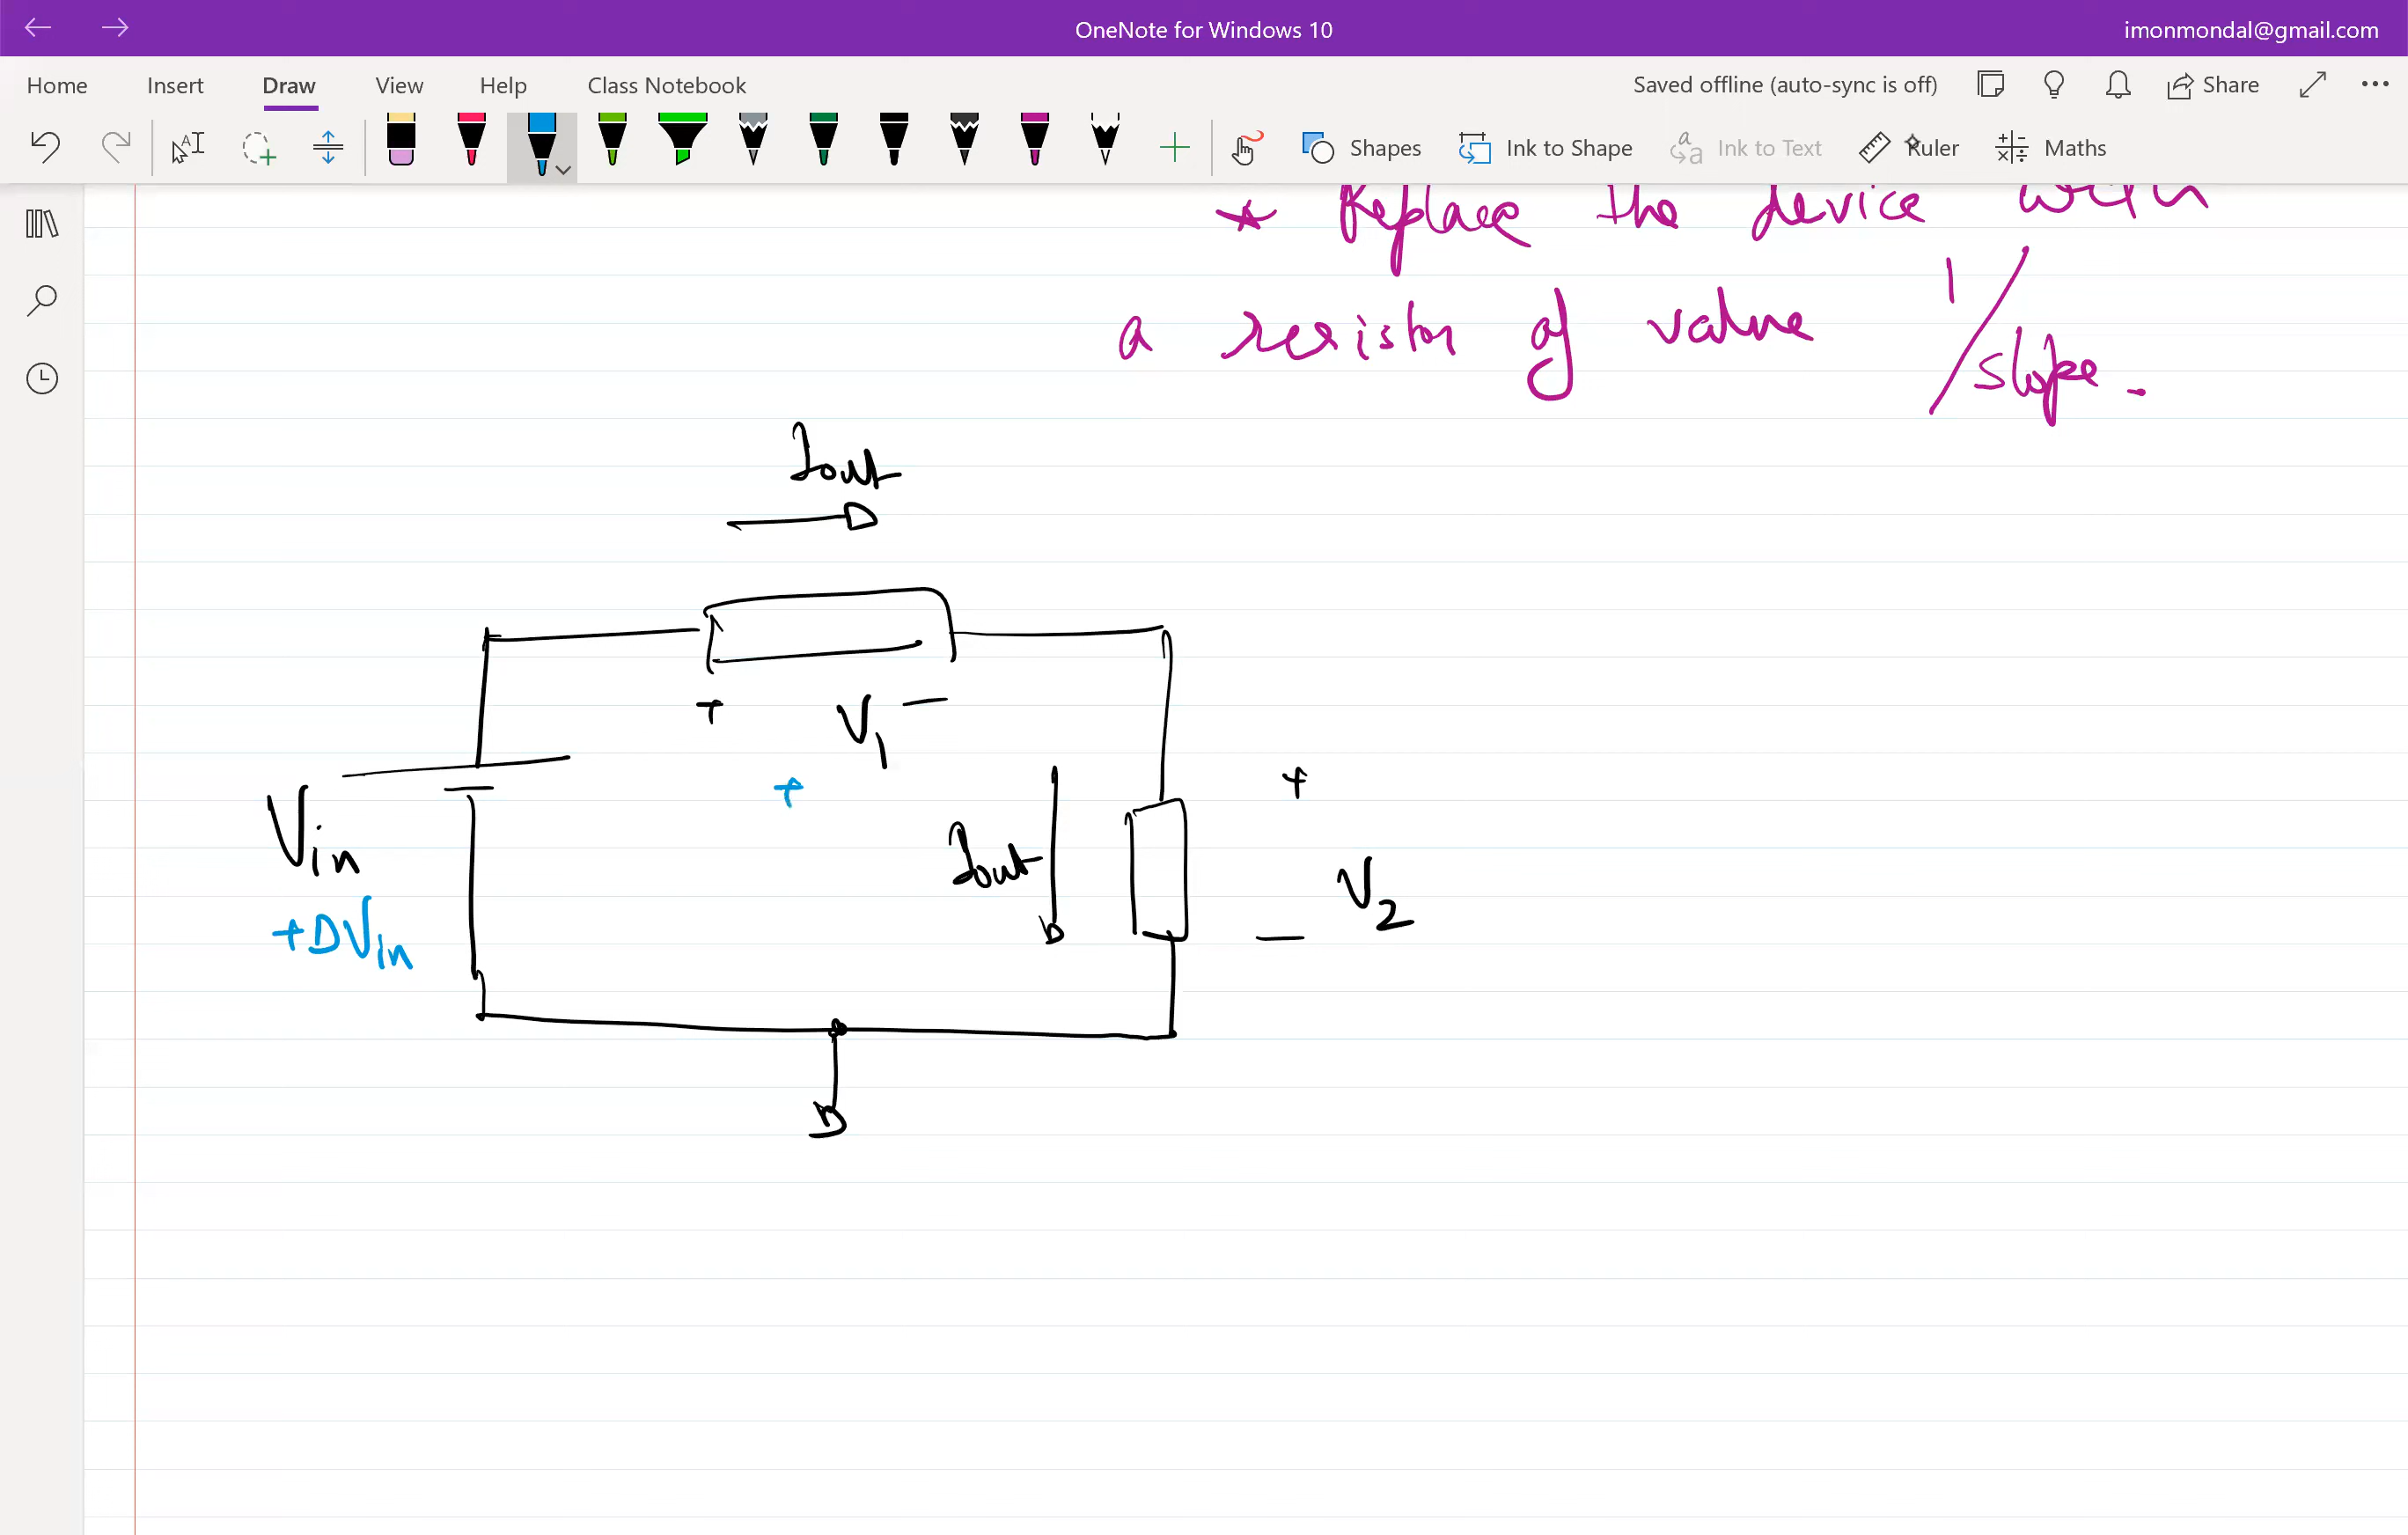 OneNote for Windows 10
imonmondal@gmail.com
Home Insert Draw View Help Class Notebook
Saved offline (auto-sync is off) Share
Shapes Ink to Shape Ink to Text Ruler Maths
* Replace the device with
a resistor of value 1/slope.
Iout
+ V1 −
+
+
Vin
Iout
V2
+ΔVin
−